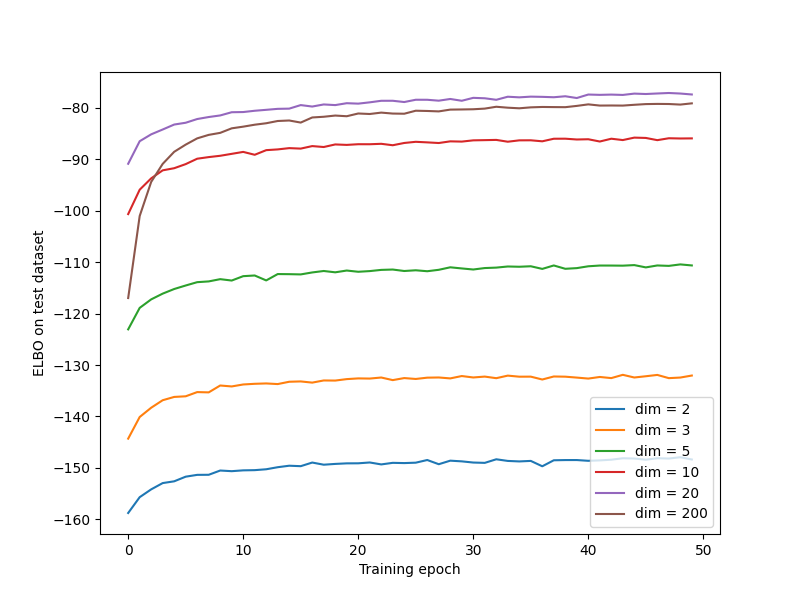 −80
−90
−100
−110
−120
−130
−140
−150
−160
ELBO on test dataset
dim = 2
dim = 3
dim = 5
dim = 10
dim = 20
dim = 200
0 10 20 30 40 50
Training epoch